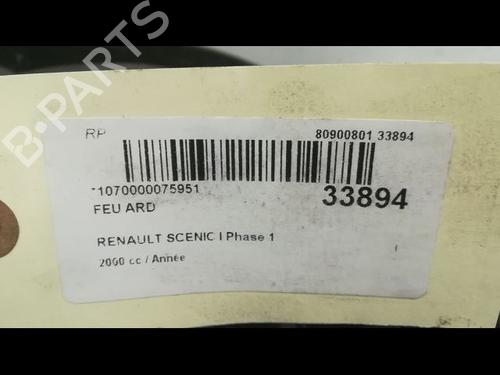 B-PARTS
RP
80900801 33894
*1070000075951
33894
FEU ARD
RENAULT SCENIC I Phase 1
2000 cc / Année